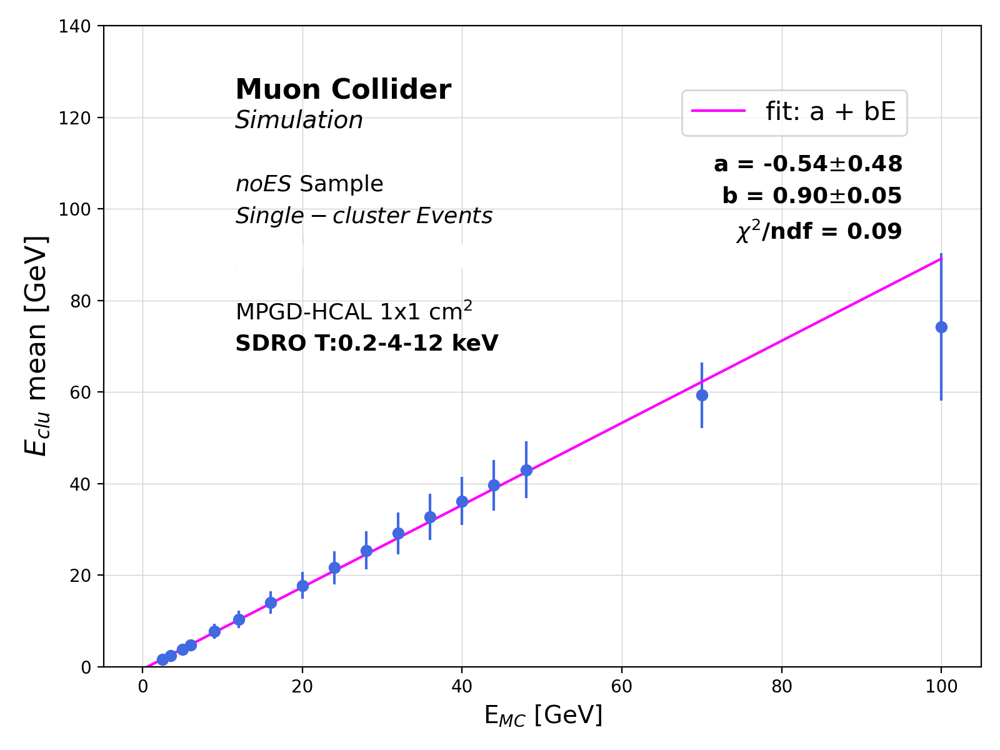 Muon Collider
Simulation
noES Sample
Single − cluster Events
MPGD-HCAL 1x1 cm²
SDRO T:0.2-4-12 keV
fit: a + bE
a = -0.54±0.48
b = 0.90±0.05
χ²/ndf = 0.09
E_clu mean [GeV]
140
120
100
80
60
40
20
0
0 20 40 60 80 100
E_MC [GeV]